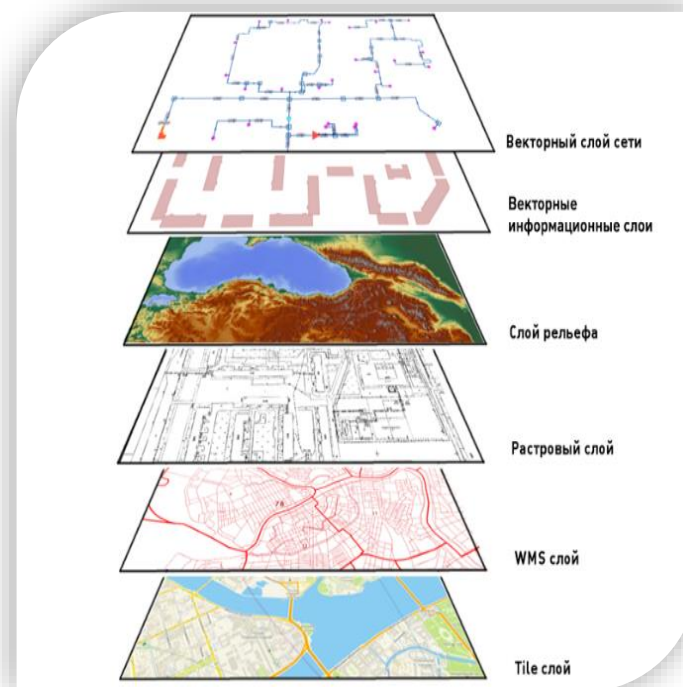 Векторный слой сети
Векторные
информационные слои
Слой рельефа
Растровый слой
WMS слой
Tile слой